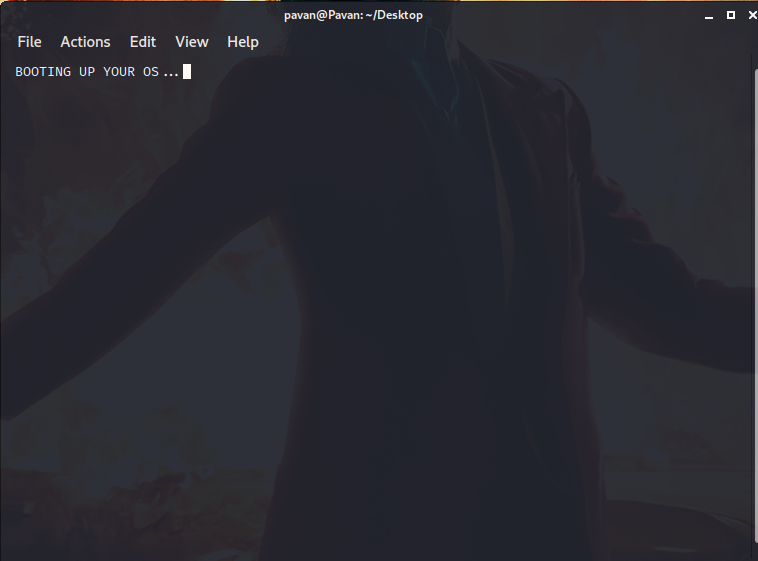 pavan@Pavan: ~/Desktop
File Actions Edit View Help
BOOTING UP YOUR OS...